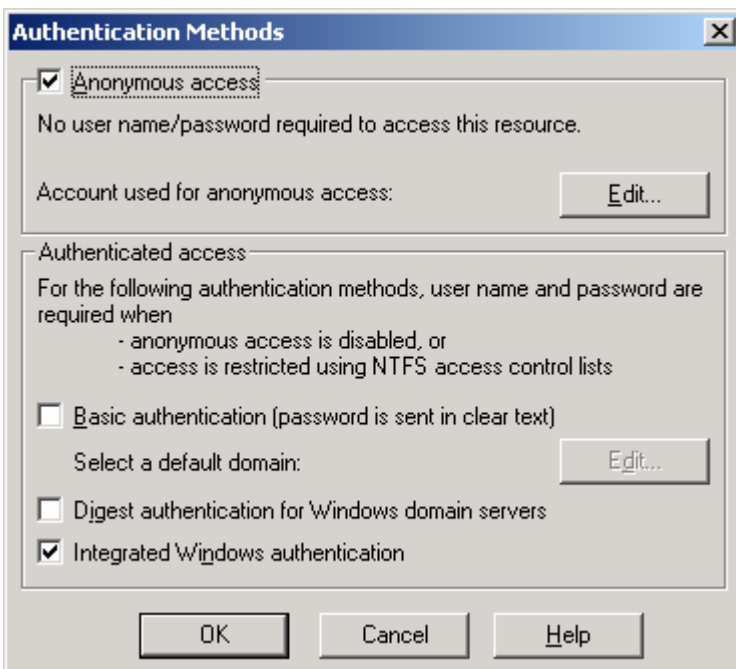 Authentication Methods
Anonymous access
No user name/password required to access this resource.
Account used for anonymous access:
Edit...
Authenticated access
For the following authentication methods, user name and password are
required when
- anonymous access is disabled, or
- access is restricted using NTFS access control lists
Basic authentication (password is sent in clear text)
Select a default domain:
Edit...
Digest authentication for Windows domain servers
Integrated Windows authentication
OK
Cancel
Help